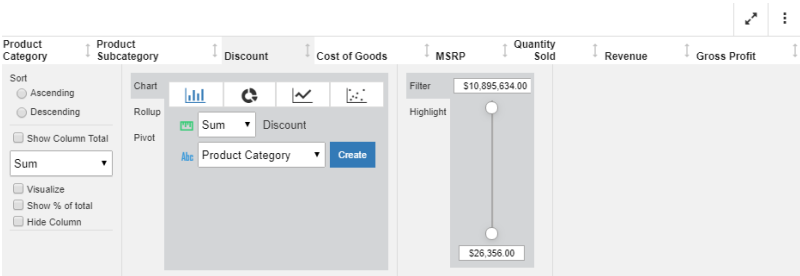 Product Category
Product Subcategory
Discount
Cost of Goods
MSRP
Quantity Sold
Revenue
Gross Profit
Sort
Ascending
Descending
Show Column Total
Sum
Visualize
Show % of total
Hide Column
Chart
Rollup
Pivot
Sum
Discount
Abc
Product Category
Create
Filter
$10,895,634.00
Highlight
$26,356.00